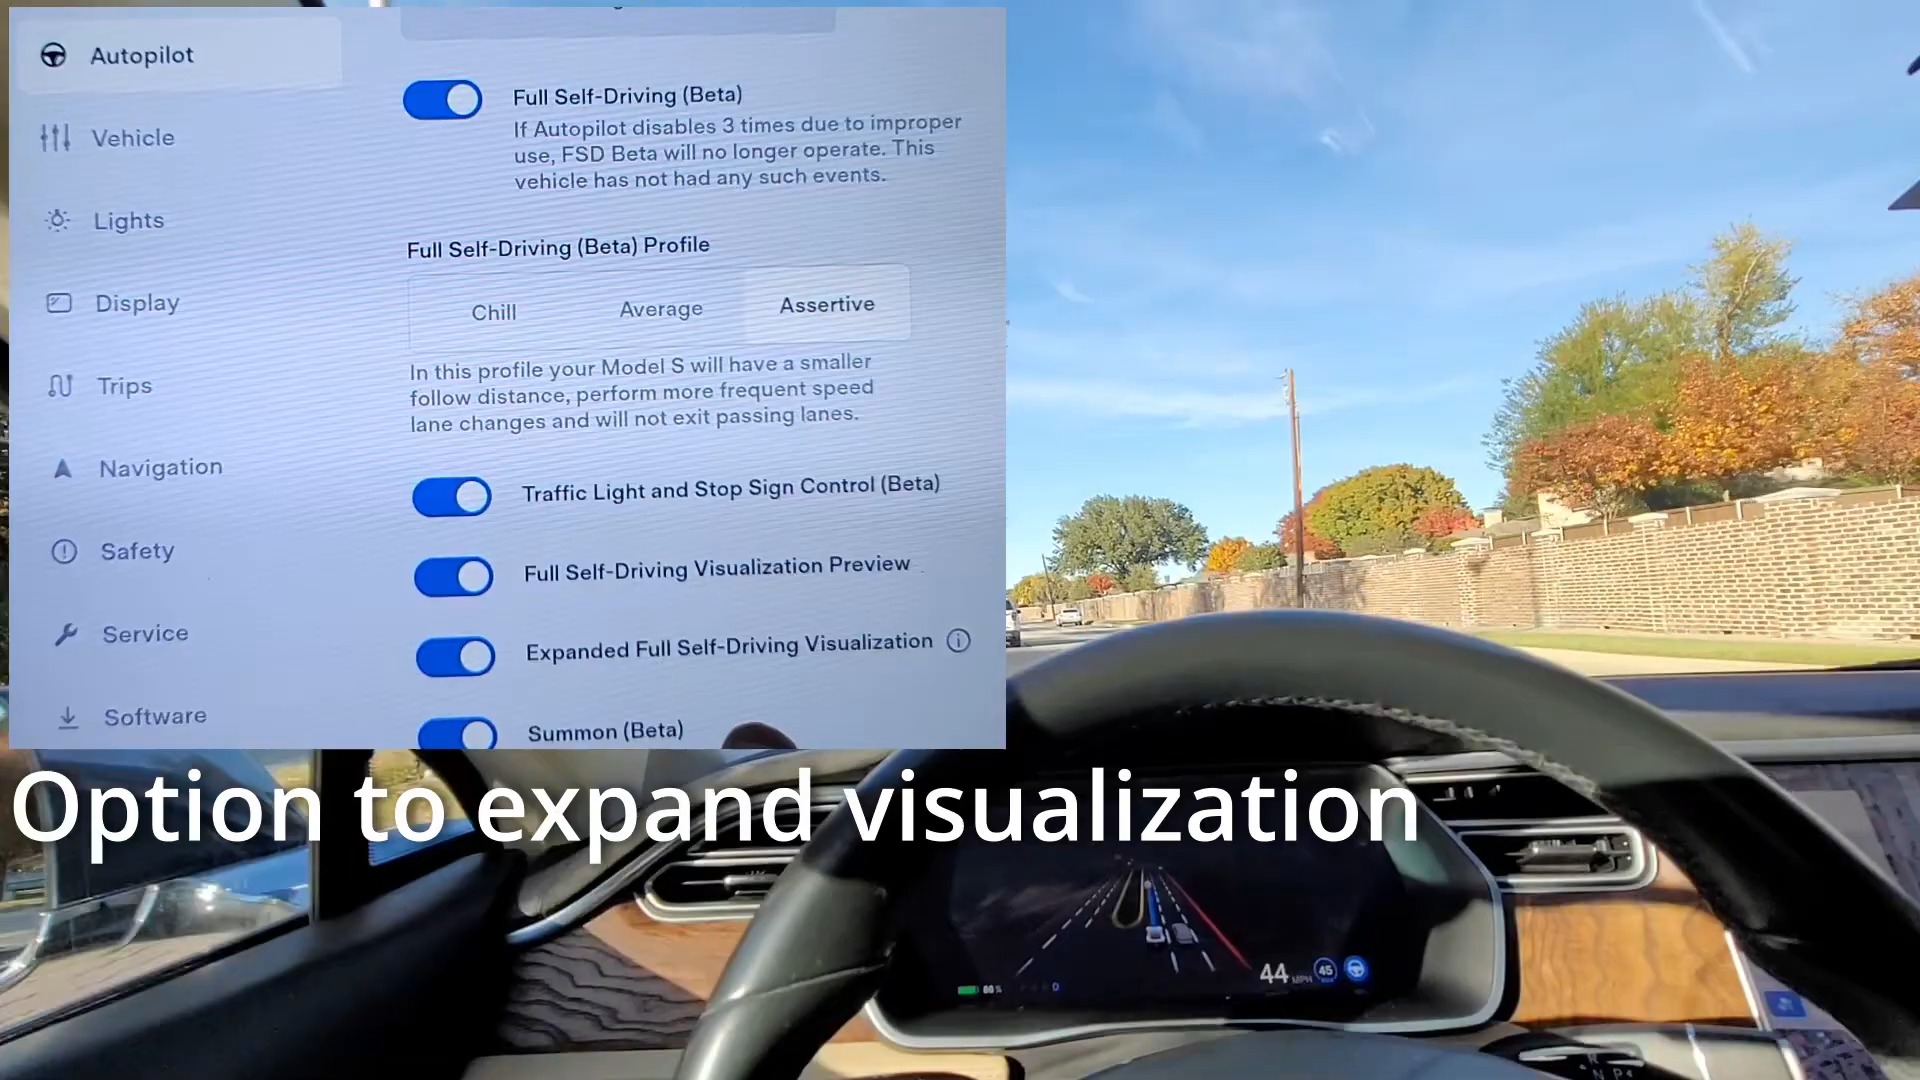 Autopilot
Vehicle
Lights
Display
Trips
Navigation
Safety
Service
Software
Full Self-Driving (Beta)
If Autopilot disables 3 times due to improper
use, FSD Beta will no longer operate. This
vehicle has not had any such events.
Full Self-Driving (Beta) Profile
Chill
Average
Assertive
In this profile your Model S will have a smaller
follow distance, perform more frequent speed
lane changes and will not exit passing lanes.
Traffic Light and Stop Sign Control (Beta)
Full Self-Driving Visualization Preview
Expanded Full Self-Driving Visualization
Summon (Beta)
Option to expand visualization
44 MPH
45
D
N P